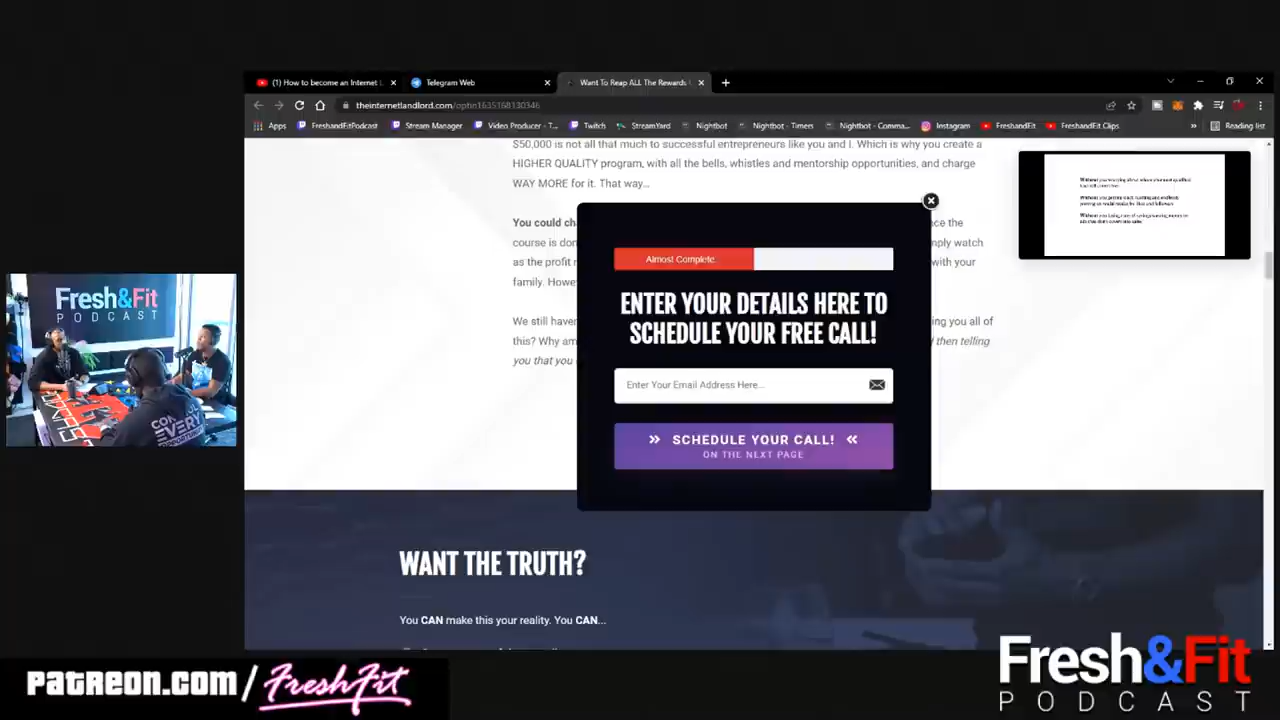 (1) How to become an Internet L
Telegram Web
Want To Reap ALL The Rewards
theinternetlandlord.com/optin1635168130346
Apps
FreshandFitPodcast
Stream Manager
Video Producer - T...
Twitch
StreamYard
Nightbot
Nightbot - Timers
Nightbot - Comma...
Instagram
FreshandFit
FreshandFit Clips
Reading list
$50,000 is not all that much to successful entrepreneurs like you and I. Which is why you create a
HIGHER QUALITY program, with all the bells, whistles and mentorship opportunities, and charge
WAY MORE for it. That way...
You could ch
nce the
course is don
mply watch
as the profit r
with your
family. Howe
We still haven
ing you all of
this? Why am
then telling
you that you
Almost Complete
ENTER YOUR DETAILS HERE TO
SCHEDULE YOUR FREE CALL!
Enter Your Email Address Here...
» SCHEDULE YOUR CALL! «
ON THE NEXT PAGE
WANT THE TRUTH?
You CAN make this your reality. You CAN...
Fresh&Fit
PODCAST
patreon.com/FreshFit
Fresh&Fit
PODCAST